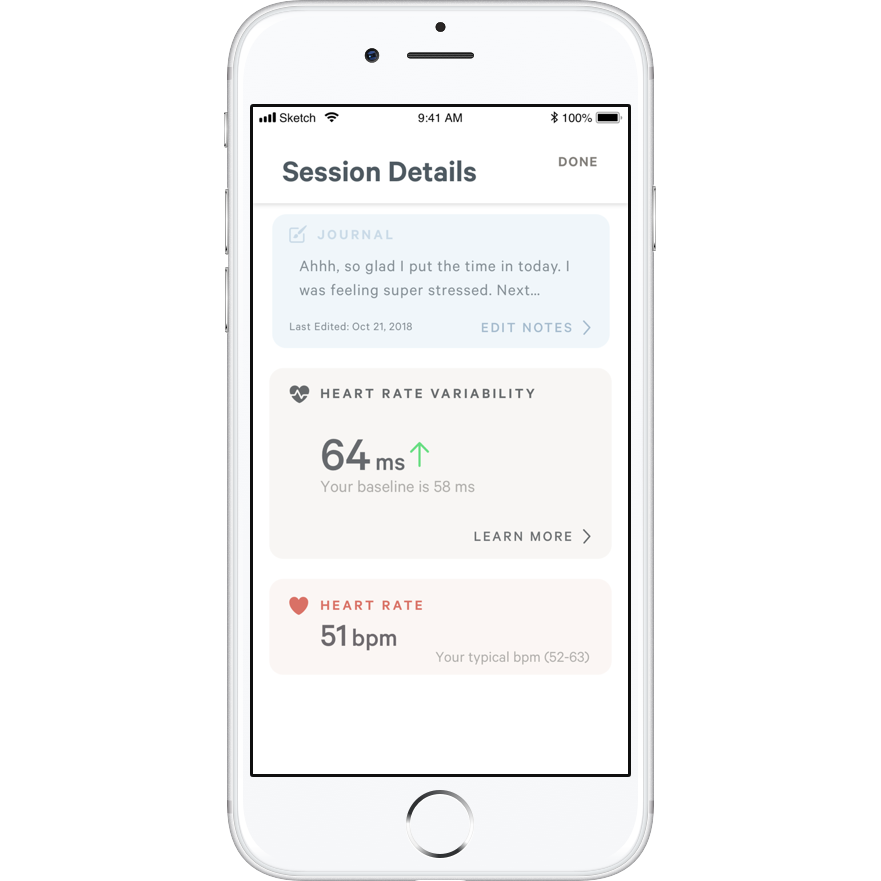 Sketch 9:41 AM 100%
Session Details DONE
JOURNAL
Ahhh, so glad I put the time in today. I
was feeling super stressed. Next...
Last Edited: Oct 21, 2018 EDIT NOTES
HEART RATE VARIABILITY
64 ms
Your baseline is 58 ms
LEARN MORE
HEART RATE
51 bpm
Your typical bpm (52-63)